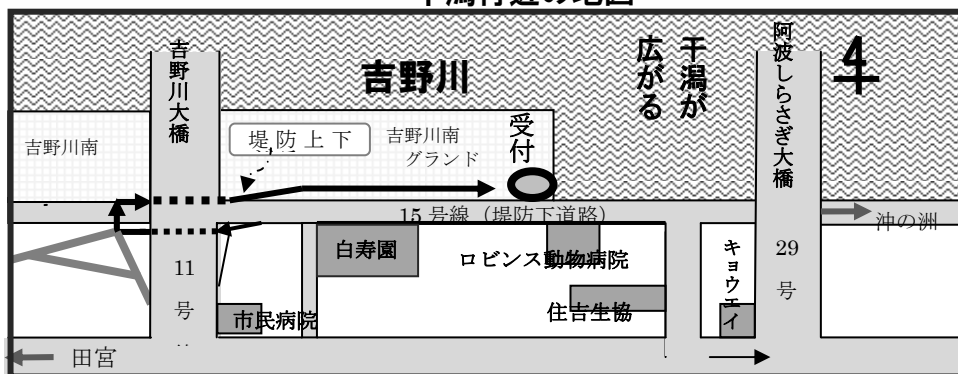 干潟付近の地図
吉野川大橋
吉野川
干潟が
広がる
阿波しらさぎ大橋
4
吉野川南
堤防上下
吉野川南
グランド
受付
15 号線（堤防下道路）
沖の洲
11
号
白寿園
ロビンス動物病院
キョウエイ
29
号
市民病院
住吉生協
田宮